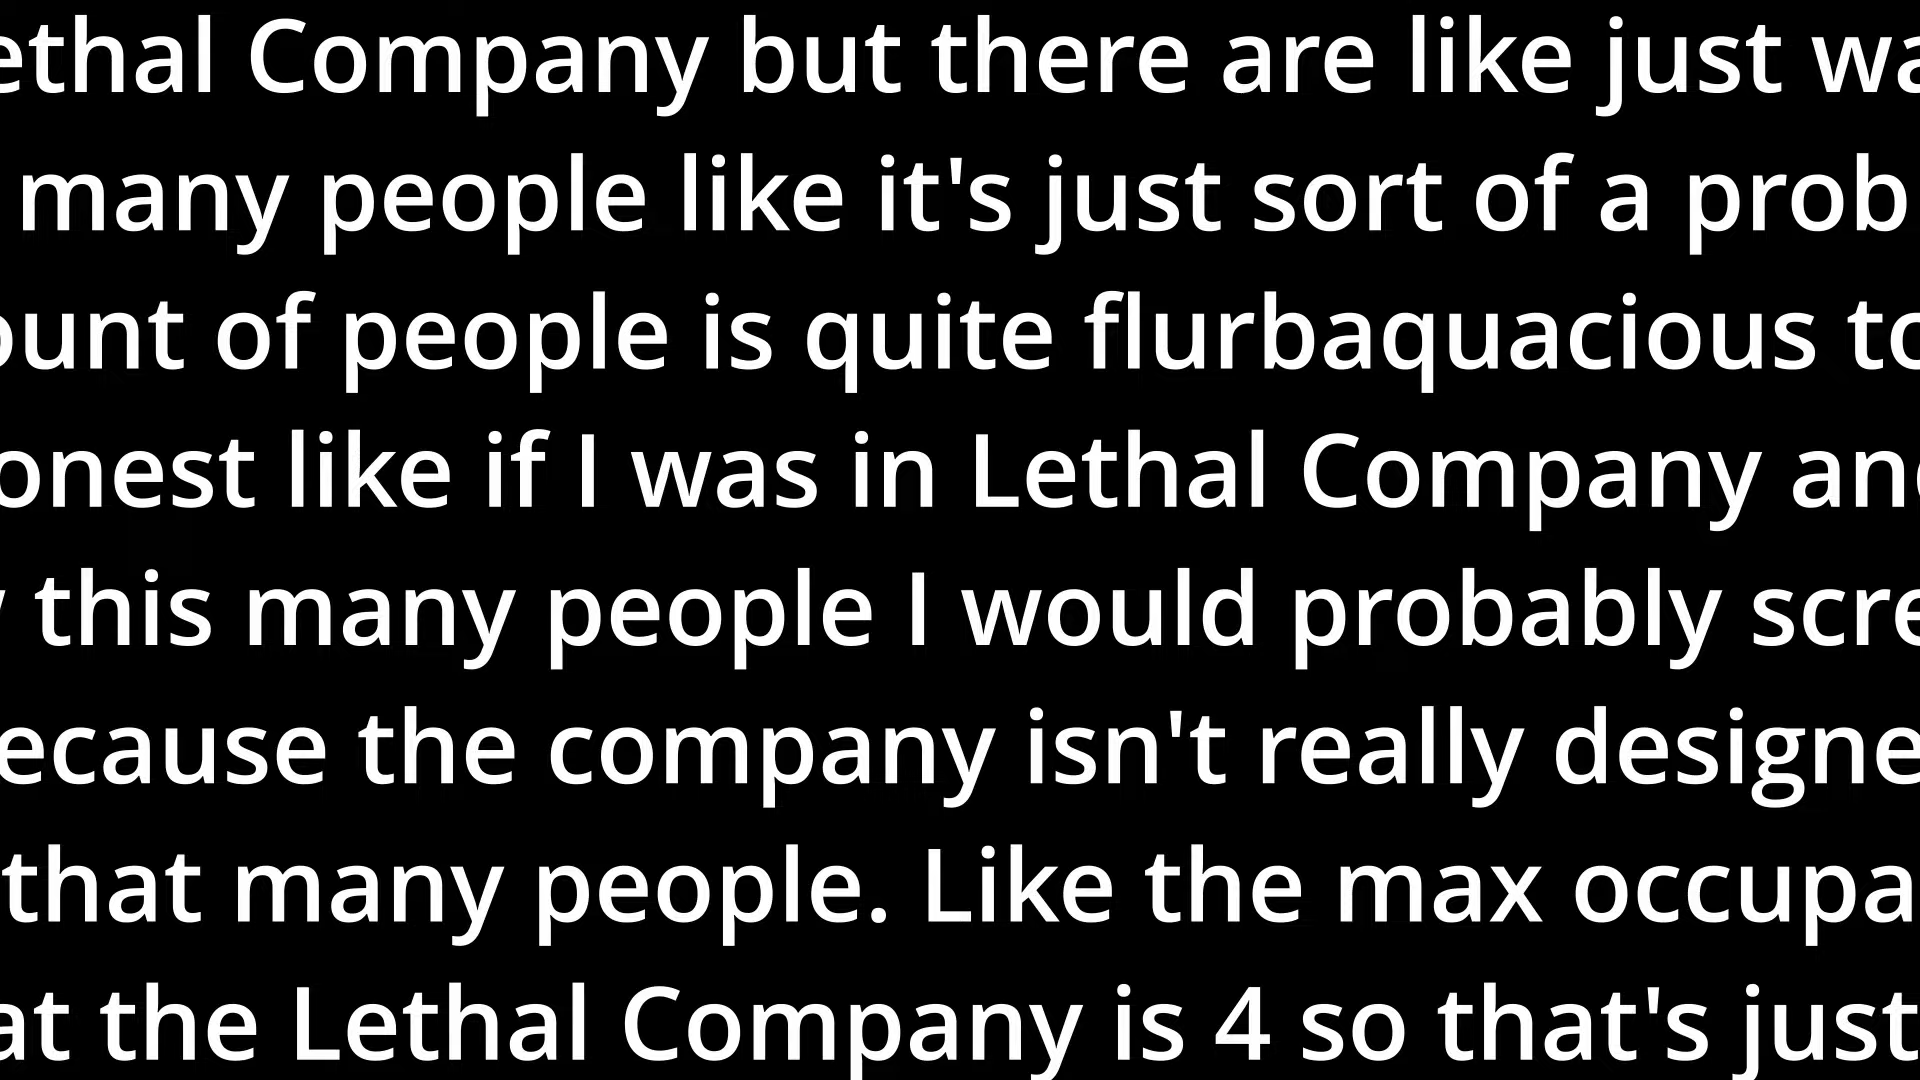 ethal Company but there are like just wa
many people like it's just sort of a prob
ount of people is quite flurbaquacious to
onest like if I was in Lethal Company and
this many people I would probably scre
ecause the company isn't really designe
that many people. Like the max occupa
at the Lethal Company is 4 so that's just